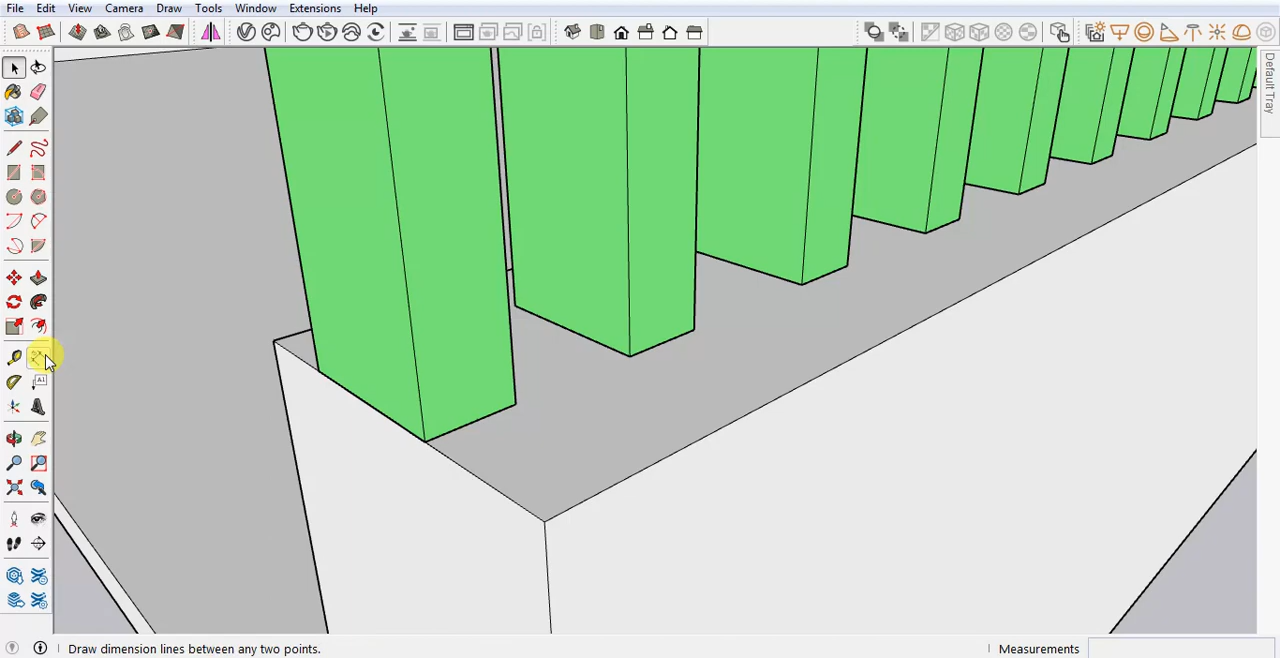 File Edit View Camera Draw Tools Window Extensions Help
Default Tray
A1
Draw dimension lines between any two points.
Measurements